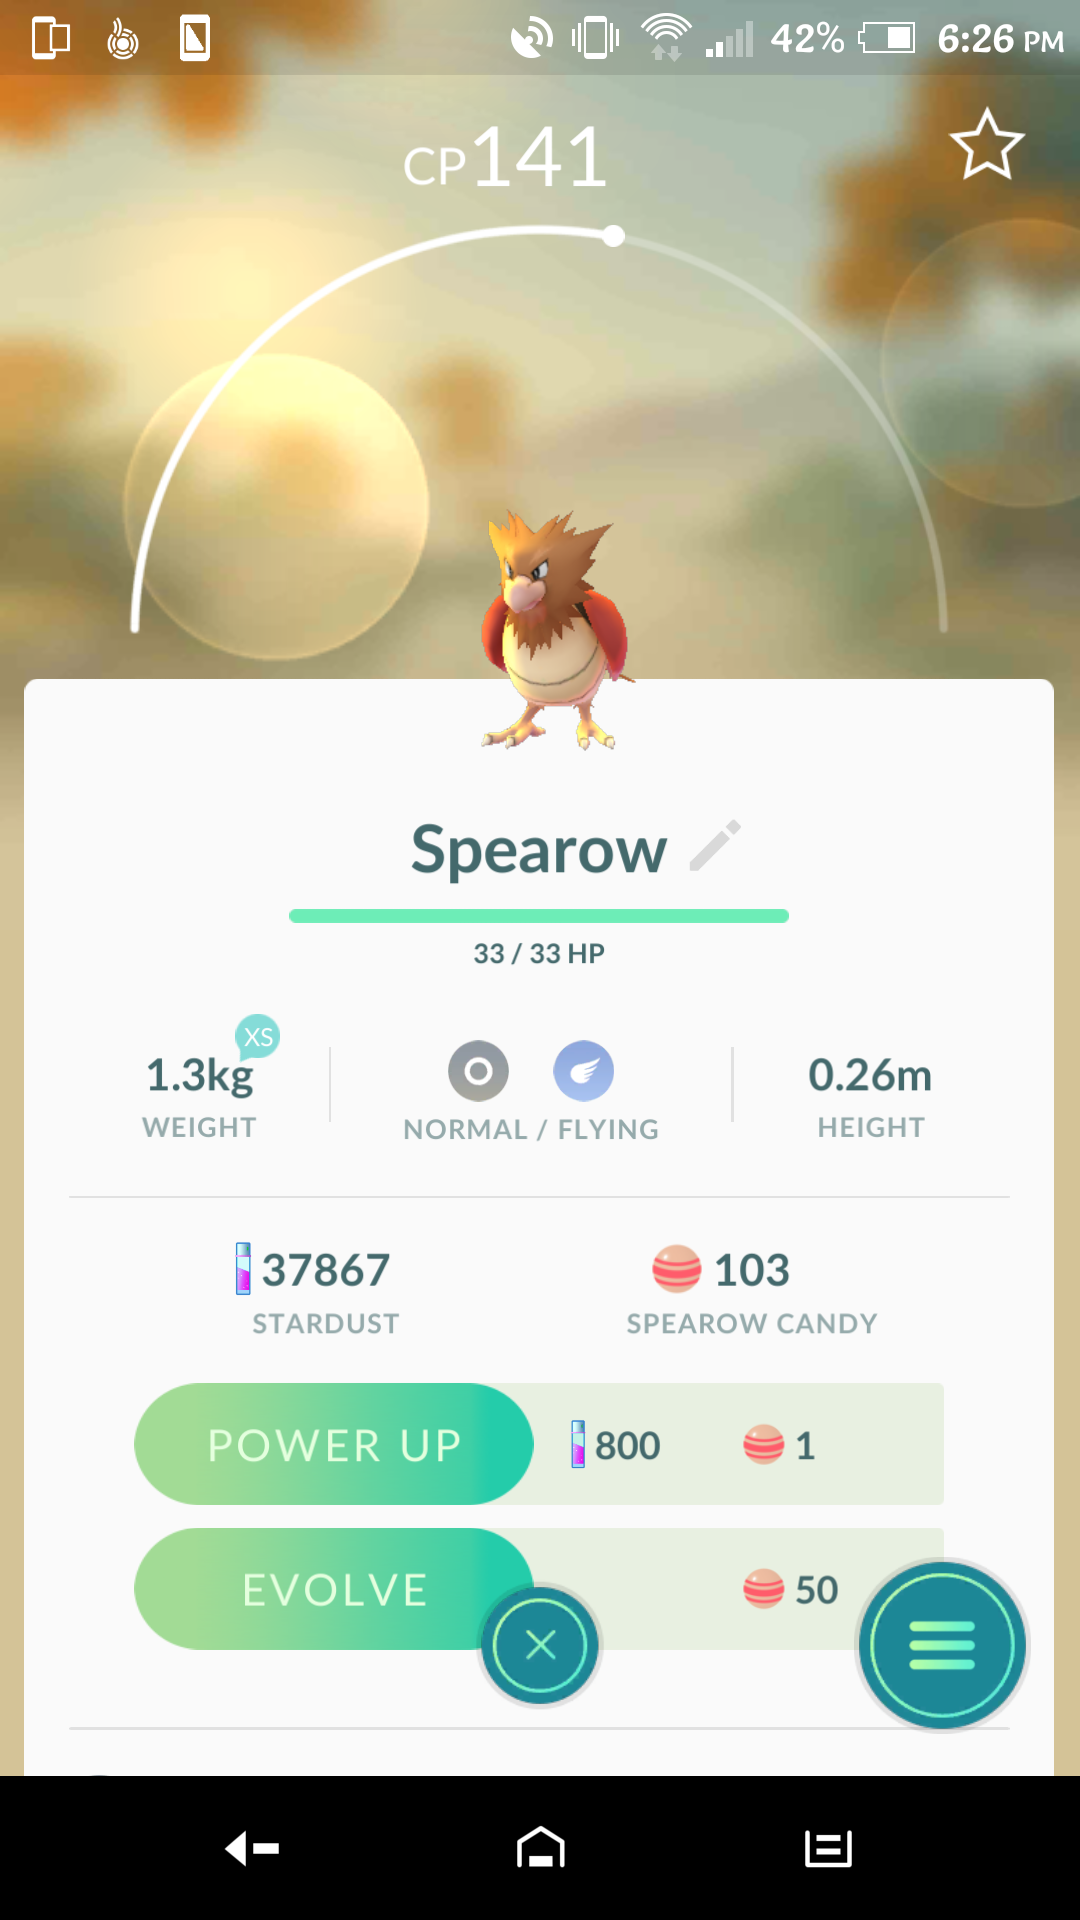 42% 6:26 PM
CP141
Spearow
33 / 33 HP
XS
1.3kg
WEIGHT
NORMAL / FLYING
0.26m
HEIGHT
37867
STARDUST
103
SPEAROW CANDY
POWER UP 800 1
EVOLVE 50